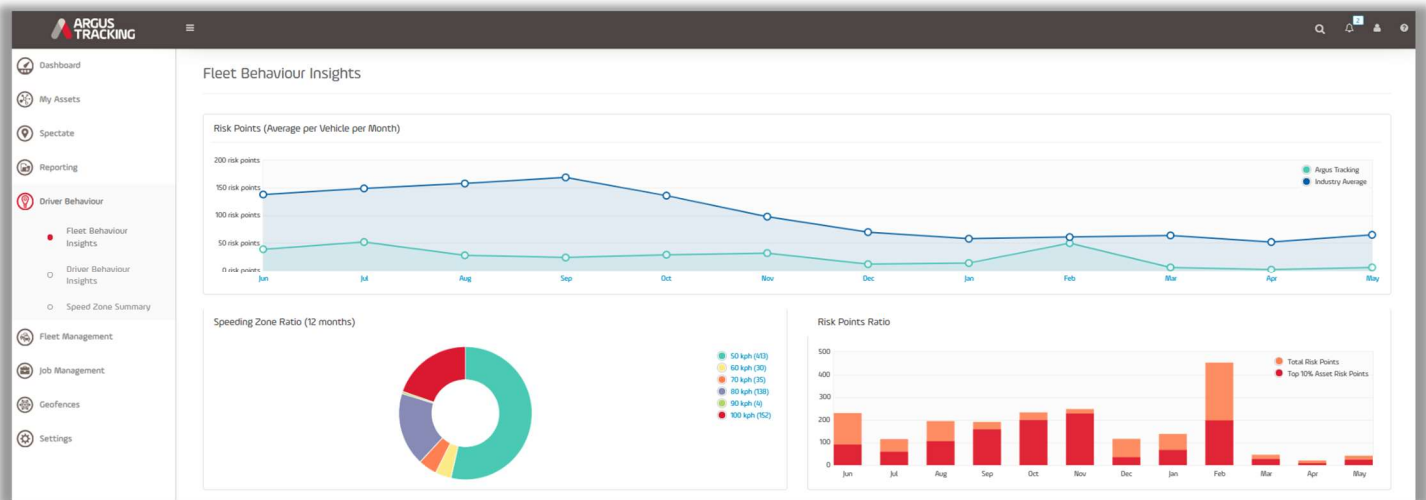 ARGUS
TRACKING
2
Dashboard
My Assets
Spectate
Reporting
Driver Behaviour
Fleet Behaviour
Insights
Driver Behaviour
Insights
Speed Zone Summary
Fleet Management
Job Management
Geofences
Settings
Fleet Behaviour Insights
Risk Points (Average per Vehicle per Month)
200 risk points
150 risk points
100 risk points
50 risk points
0 risk points
Jun Jul Aug Sep Oct Nov Dec Jan Feb Mar Apr May
Argus Tracking
Industry Average
Speeding Zone Ratio (12 months)
50 kph (413)
60 kph (30)
70 kph (35)
80 kph (138)
90 kph (4)
100 kph (152)
Risk Points Ratio
500
400
300
200
100
0
Jun Jul Aug Sep Oct Nov Dec Jan Feb Mar Apr May
Total Risk Points
Top 10% Asset Risk Points